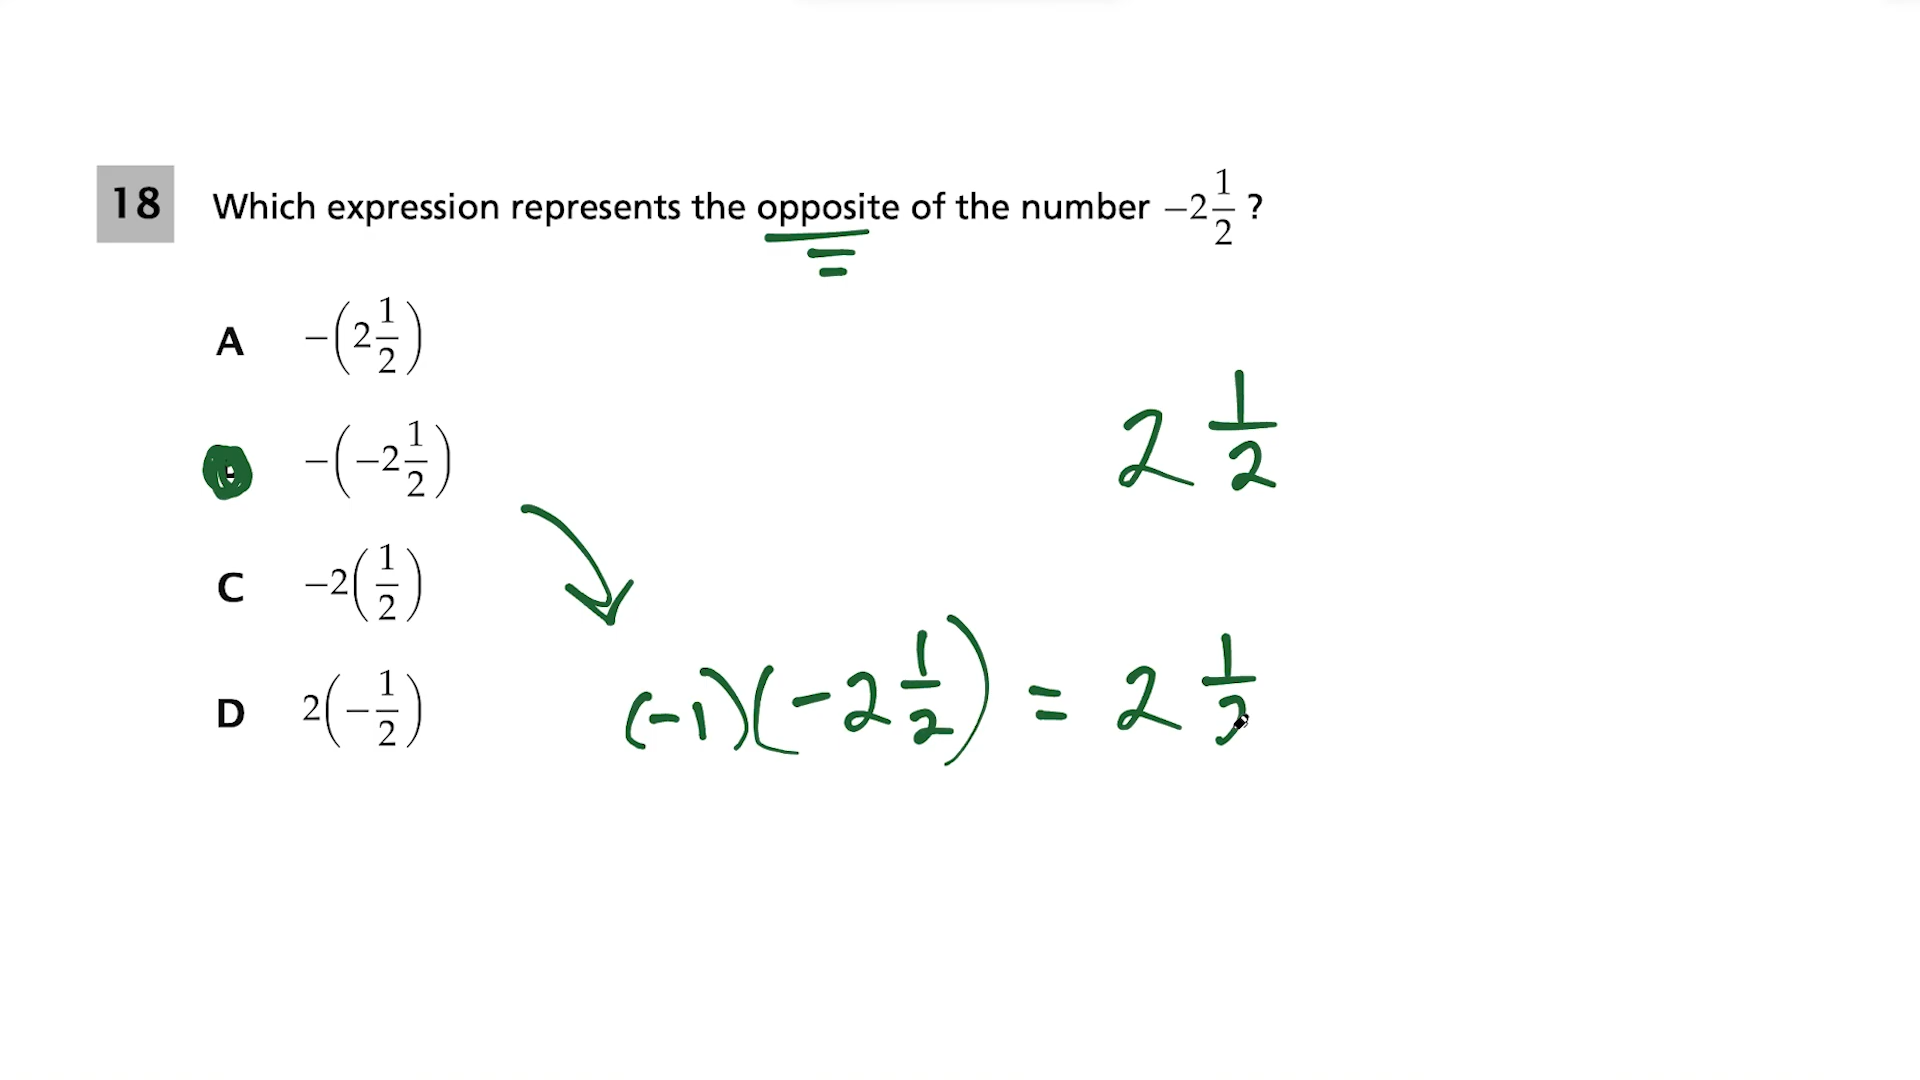 18 Which expression represents the opposite of the number −2 1/2 ?
A −(2 1/2)
−(−2 1/2)
2 1/2
C −2(1/2)
D 2(−1/2)
(-1)(-2 1/2) = 2 1/2